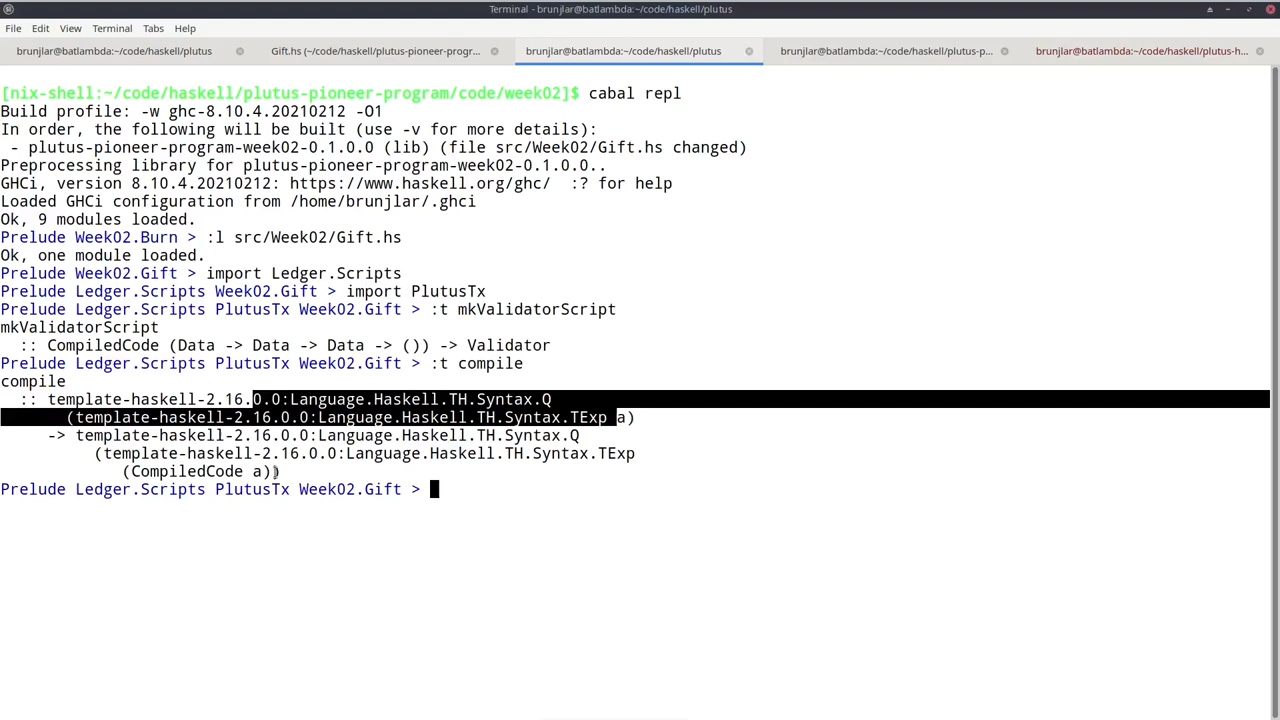 Terminal - brunjlar@batlambda:~/code/haskell/plutus
File Edit View Terminal Tabs Help
brunjlar@batlambda:~/code/haskell/plutus Gift.hs (~/code/haskell/plutus-pioneer-progr... brunjlar@batlambda:~/code/haskell/plutus brunjlar@batlambda:~/code/haskell/plutus-p... brunjlar@batlambda:~/code/haskell/plutus-h...
[nix-shell:~/code/haskell/plutus-pioneer-program/code/week02]$ cabal repl
Build profile: -w ghc-8.10.4.20210212 -O1
In order, the following will be built (use -v for more details):
 - plutus-pioneer-program-week02-0.1.0.0 (lib) (file src/Week02/Gift.hs changed)
Preprocessing library for plutus-pioneer-program-week02-0.1.0.0..
GHCi, version 8.10.4.20210212: https://www.haskell.org/ghc/  :? for help
Loaded GHCi configuration from /home/brunjlar/.ghci
Ok, 9 modules loaded.
Prelude Week02.Burn > :l src/Week02/Gift.hs
Ok, one module loaded.
Prelude Week02.Gift > import Ledger.Scripts
Prelude Ledger.Scripts Week02.Gift > import PlutusTx
Prelude Ledger.Scripts PlutusTx Week02.Gift > :t mkValidatorScript
mkValidatorScript
  :: CompiledCode (Data -> Data -> Data -> ()) -> Validator
Prelude Ledger.Scripts PlutusTx Week02.Gift > :t compile
compile
  :: template-haskell-2.16.0.0:Language.Haskell.TH.Syntax.Q
       (template-haskell-2.16.0.0:Language.Haskell.TH.Syntax.TExp a)
     -> template-haskell-2.16.0.0:Language.Haskell.TH.Syntax.Q
          (template-haskell-2.16.0.0:Language.Haskell.TH.Syntax.TExp
             (CompiledCode a))
Prelude Ledger.Scripts PlutusTx Week02.Gift >